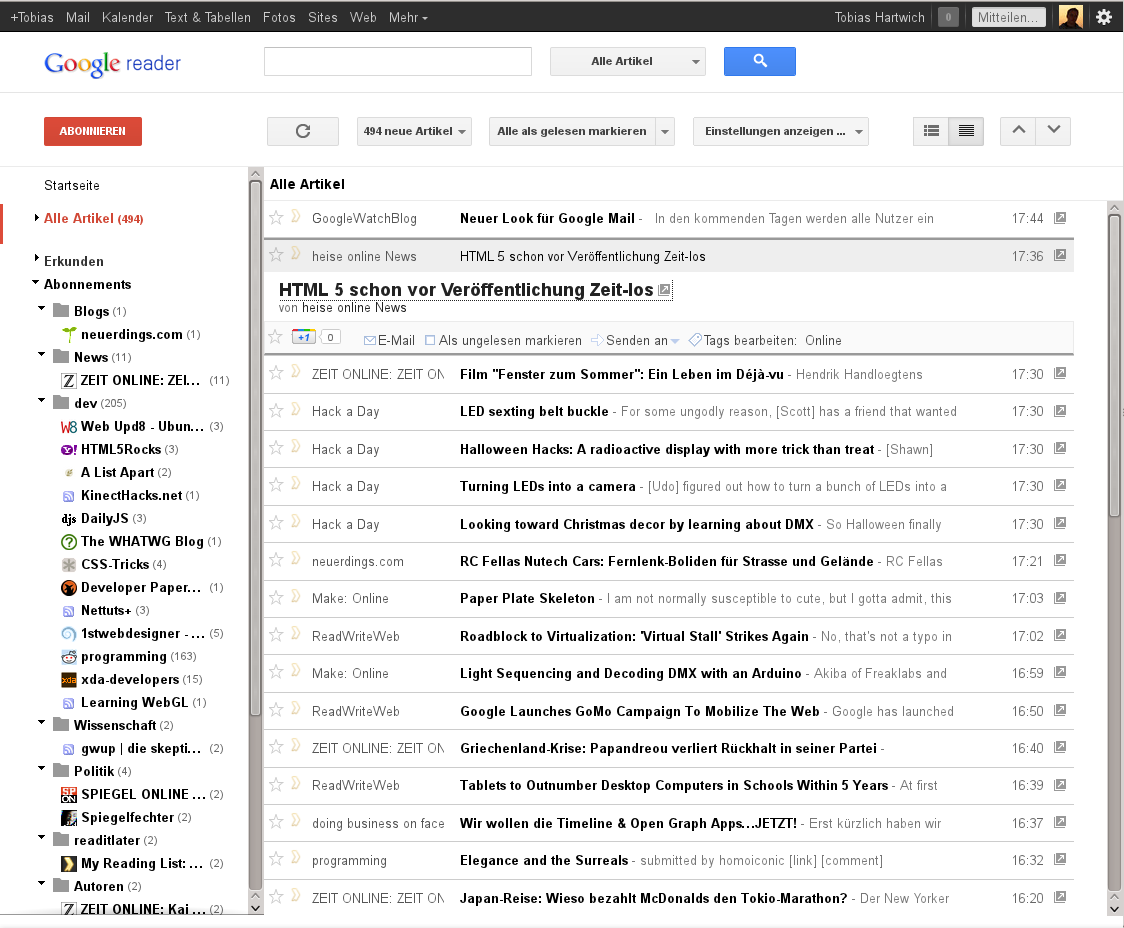 +Tobias Mail Kalender Text & Tabellen Fotos Sites Web Mehr Tobias Hartwich 0 Mitteilen...
Google reader Alle Artikel
ABONNIEREN 494 neue Artikel Alle als gelesen markieren Einstellungen anzeigen ...
Startseite
Alle Artikel (494)
Erkunden
Abonnements
Blogs (1)
neuerdings.com (1)
News (11)
ZEIT ONLINE: ZEI... (11)
dev (205)
Web Upd8 - Ubun... (3)
HTML5Rocks (3)
A List Apart (2)
KinectHacks.net (1)
djs DailyJS (3)
The WHATWG Blog (1)
CSS-Tricks (4)
Developer Paper... (1)
Nettuts+ (3)
1stwebdesigner - ... (5)
programming (163)
xda xda-developers (15)
Learning WebGL (1)
Wissenschaft (2)
gwup | die skepti... (2)
Politik (4)
SPIEGEL ONLINE ... (2)
Spiegelfechter (2)
readitlater (2)
My Reading List: ... (2)
Autoren (2)
ZEIT ONLINE: Kai ... (2)
Alle Artikel
GoogleWatchBlog Neuer Look für Google Mail - In den kommenden Tagen werden alle Nutzer ein 17:44
heise online News HTML 5 schon vor Veröffentlichung Zeit-los 17:36
HTML 5 schon vor Veröffentlichung Zeit-los
von heise online News
+1 0 E-Mail Als ungelesen markieren Senden an Tags bearbeiten: Online
ZEIT ONLINE: ZEIT ON Film "Fenster zum Sommer": Ein Leben im Déjà-vu - Hendrik Handloegtens 17:30
Hack a Day LED sexting belt buckle - For some ungodly reason, [Scott] has a friend that wanted 17:30
Hack a Day Halloween Hacks: A radioactive display with more trick than treat - [Shawn] 17:30
Hack a Day Turning LEDs into a camera - [Udo] figured out how to turn a bunch of LEDs into a 17:30
Hack a Day Looking toward Christmas decor by learning about DMX - So Halloween finally 17:30
neuerdings.com RC Fellas Nutech Cars: Fernlenk-Boliden für Strasse und Gelände - RC Fellas 17:21
Make: Online Paper Plate Skeleton - I am not normally susceptible to cute, but I gotta admit, this 17:03
ReadWriteWeb Roadblock to Virtualization: 'Virtual Stall' Strikes Again - No, that's not a typo in 17:02
Make: Online Light Sequencing and Decoding DMX with an Arduino - Akiba of Freaklabs and 16:59
ReadWriteWeb Google Launches GoMo Campaign To Mobilize The Web - Google has launched 16:50
ZEIT ONLINE: ZEIT ON Griechenland-Krise: Papandreou verliert Rückhalt in seiner Partei - 16:40
ReadWriteWeb Tablets to Outnumber Desktop Computers in Schools Within 5 Years - At first 16:39
doing business on face Wir wollen die Timeline & Open Graph Apps...JETZT! - Erst kürzlich haben wir 16:37
programming Elegance and the Surreals - submitted by homoiconic [link] [comment] 16:32
ZEIT ONLINE: ZEIT ON Japan-Reise: Wieso bezahlt McDonalds den Tokio-Marathon? - Der New Yorker 16:20